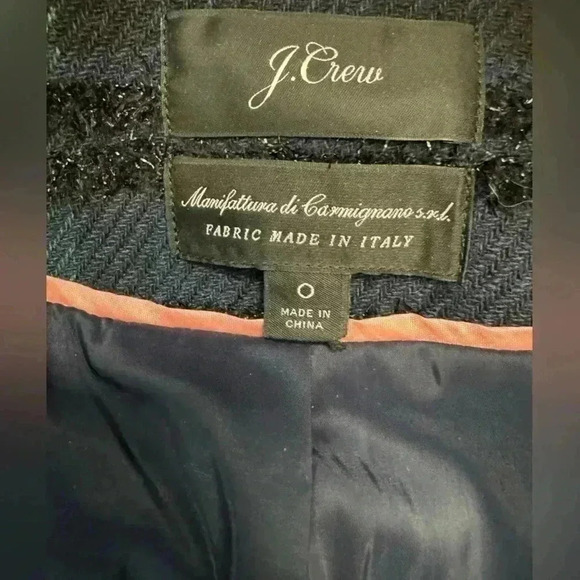 J.Crew
Manifattura di Carmignano s.r.l.
FABRIC MADE IN ITALY
0
MADE IN
CHINA